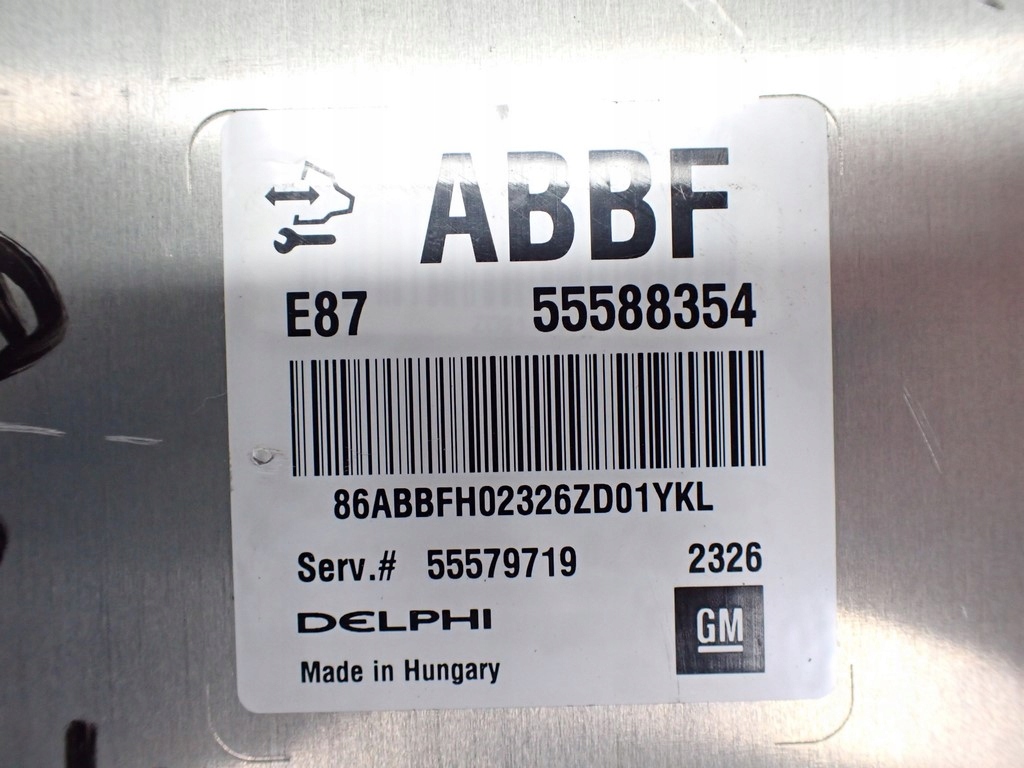 ABBF
E87 55588354
86ABBFH02326ZD01YKL
Serv.# 55579719 2326
DELPHI
GM
Made in Hungary